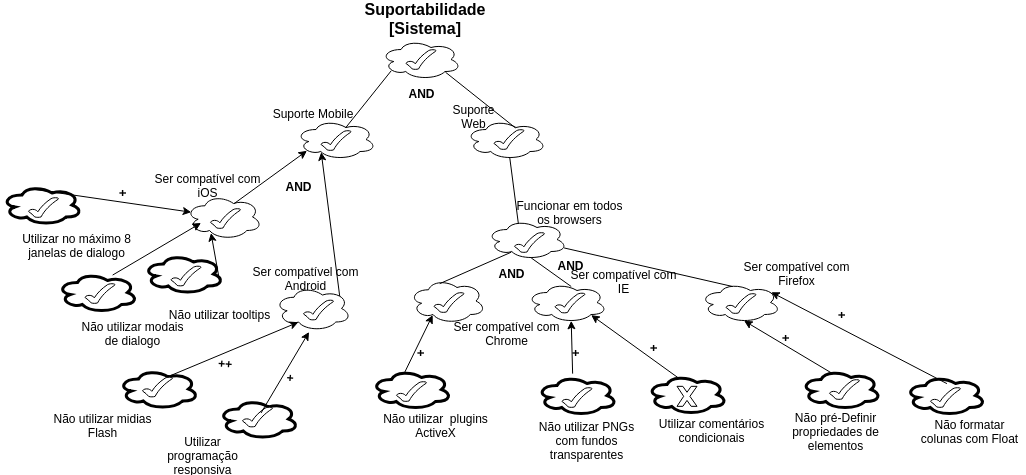 Suportabilidade
[Sistema]
AND
Suporte Mobile
Suporte
Web
Ser compatível com
iOS
AND
+
Utilizar no máximo 8
janelas de dialogo
Funcionar em todos
os browsers
AND
AND
Ser compatível com
Android
Ser compatível com
IE
Ser compatível com
Firefox
Não utilizar tooltips
Não utilizar modais
de dialogo
Ser compatível com
Chrome
++
+
+
+
+
+
+
Não utilizar midias
Flash
Utilizar
programação
responsiva
Não utilizar plugins
ActiveX
Não utilizar PNGs
com fundos
transparentes
X
Utilizar comentários
condicionais
Não pré-Definir
propriedades de
elementos
Não formatar
colunas com Float